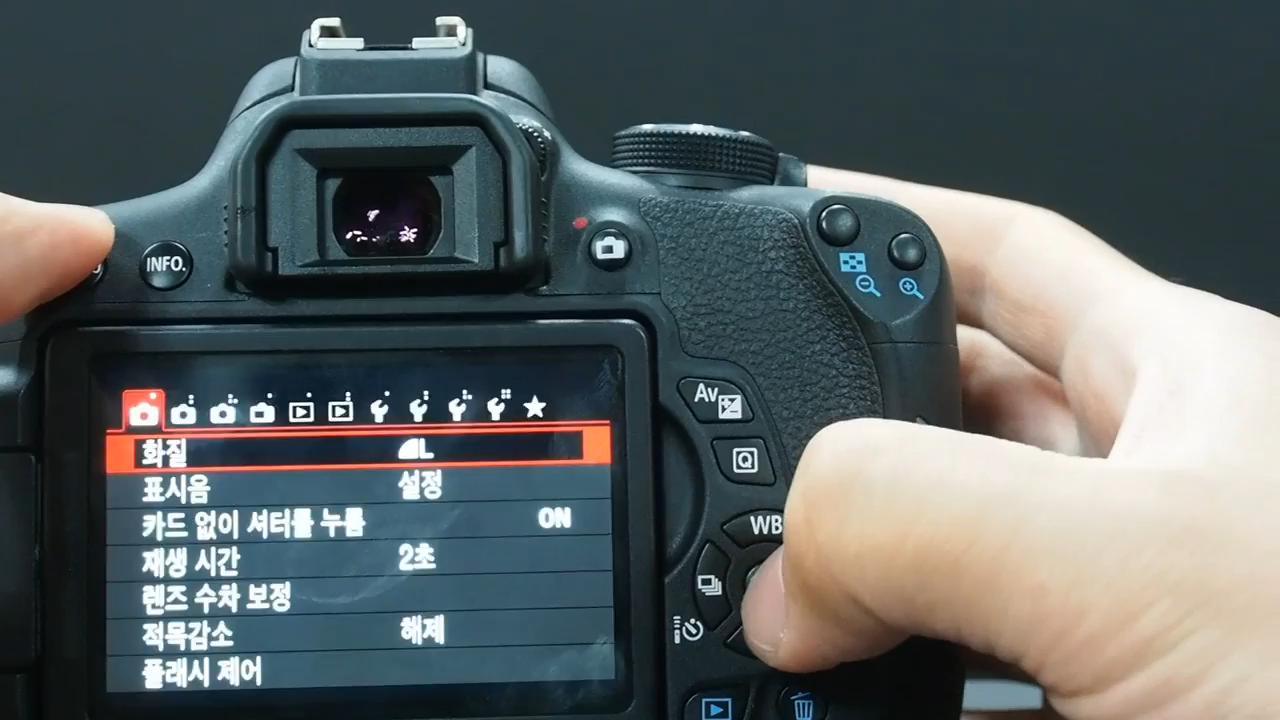 INFO.
Av
Q
WB
화질 L
표시음 설정
카드 없이 셔터를 누름 ON
재생 시간 2초
렌즈 수차 보정
적목감소 해제
플래시 제어